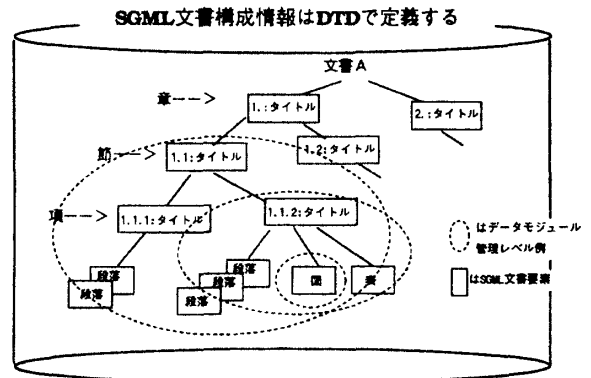 SGML文書構成情報はDTDで定義する
文書A
章-->
1.:タイトル
2.:タイトル
節-->
1.1:タイトル
1.2:タイトル
項-->
1.1.1:タイトル
1.1.2:タイトル
はデータモジュール
管理レベル例
段落
段落
段落
段落
段落
図
表
はSGML文書要素